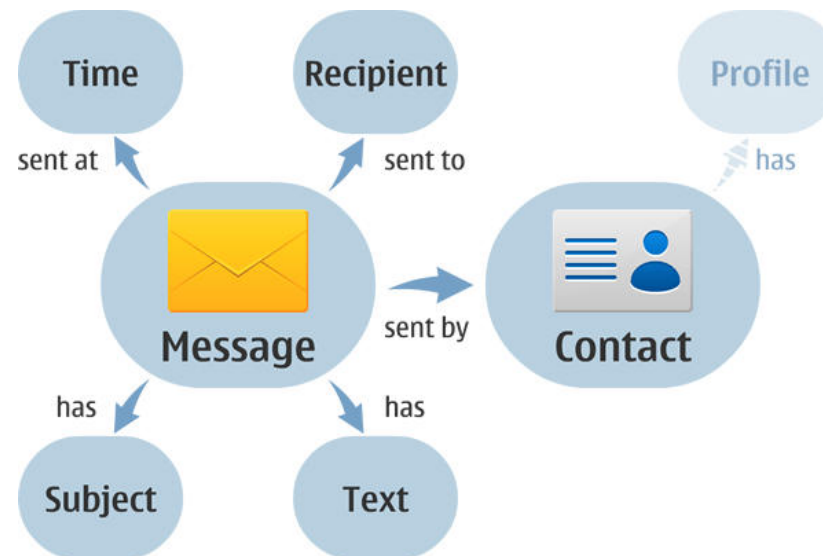 Time
Recipient
Profile
sent at
sent to
has
Message
sent by
Contact
has
has
Subject
Text